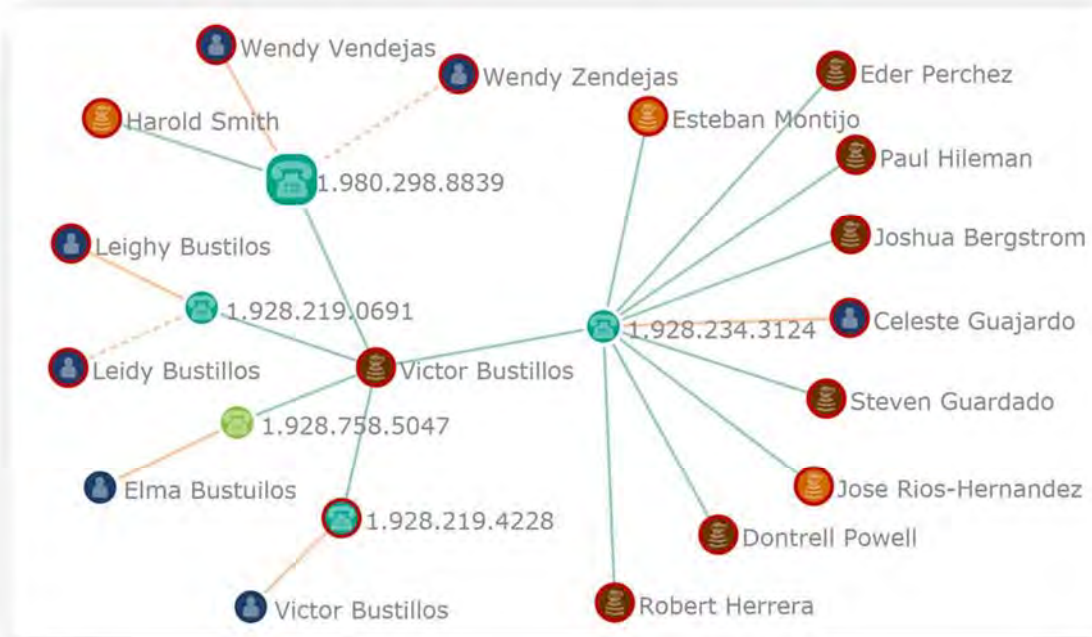 Wendy Vendejas
Wendy Zendejas
Eder Perchez
Harold Smith
Esteban Montijo
Paul Hileman
1.980.298.8839
Leighy Bustilos
Joshua Bergstrom
1.928.219.0691
1.928.234.3124
Celeste Guajardo
Leidy Bustillos
Victor Bustillos
Steven Guardado
1.928.758.5047
Elma Bustuilos
Jose Rios-Hernandez
1.928.219.4228
Dontrell Powell
Victor Bustillos
Robert Herrera